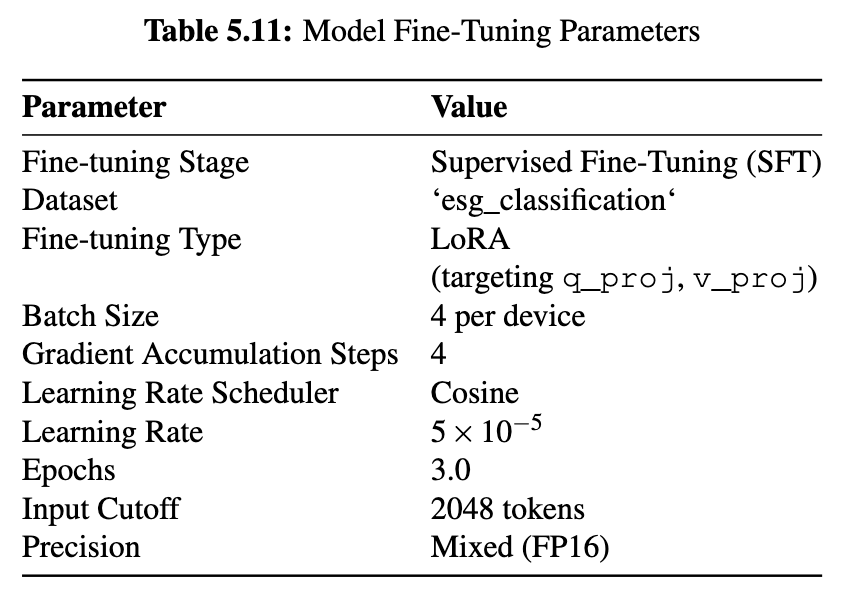 Table 5.11: Model Fine-Tuning Parameters
Parameter Value
Fine-tuning Stage Supervised Fine-Tuning (SFT)
Dataset ‘esg_classification‘
Fine-tuning Type LoRA
(targeting q_proj, v_proj)
Batch Size 4 per device
Gradient Accumulation Steps 4
Learning Rate Scheduler Cosine
Learning Rate 5 × 10⁻⁵
Epochs 3.0
Input Cutoff 2048 tokens
Precision Mixed (FP16)